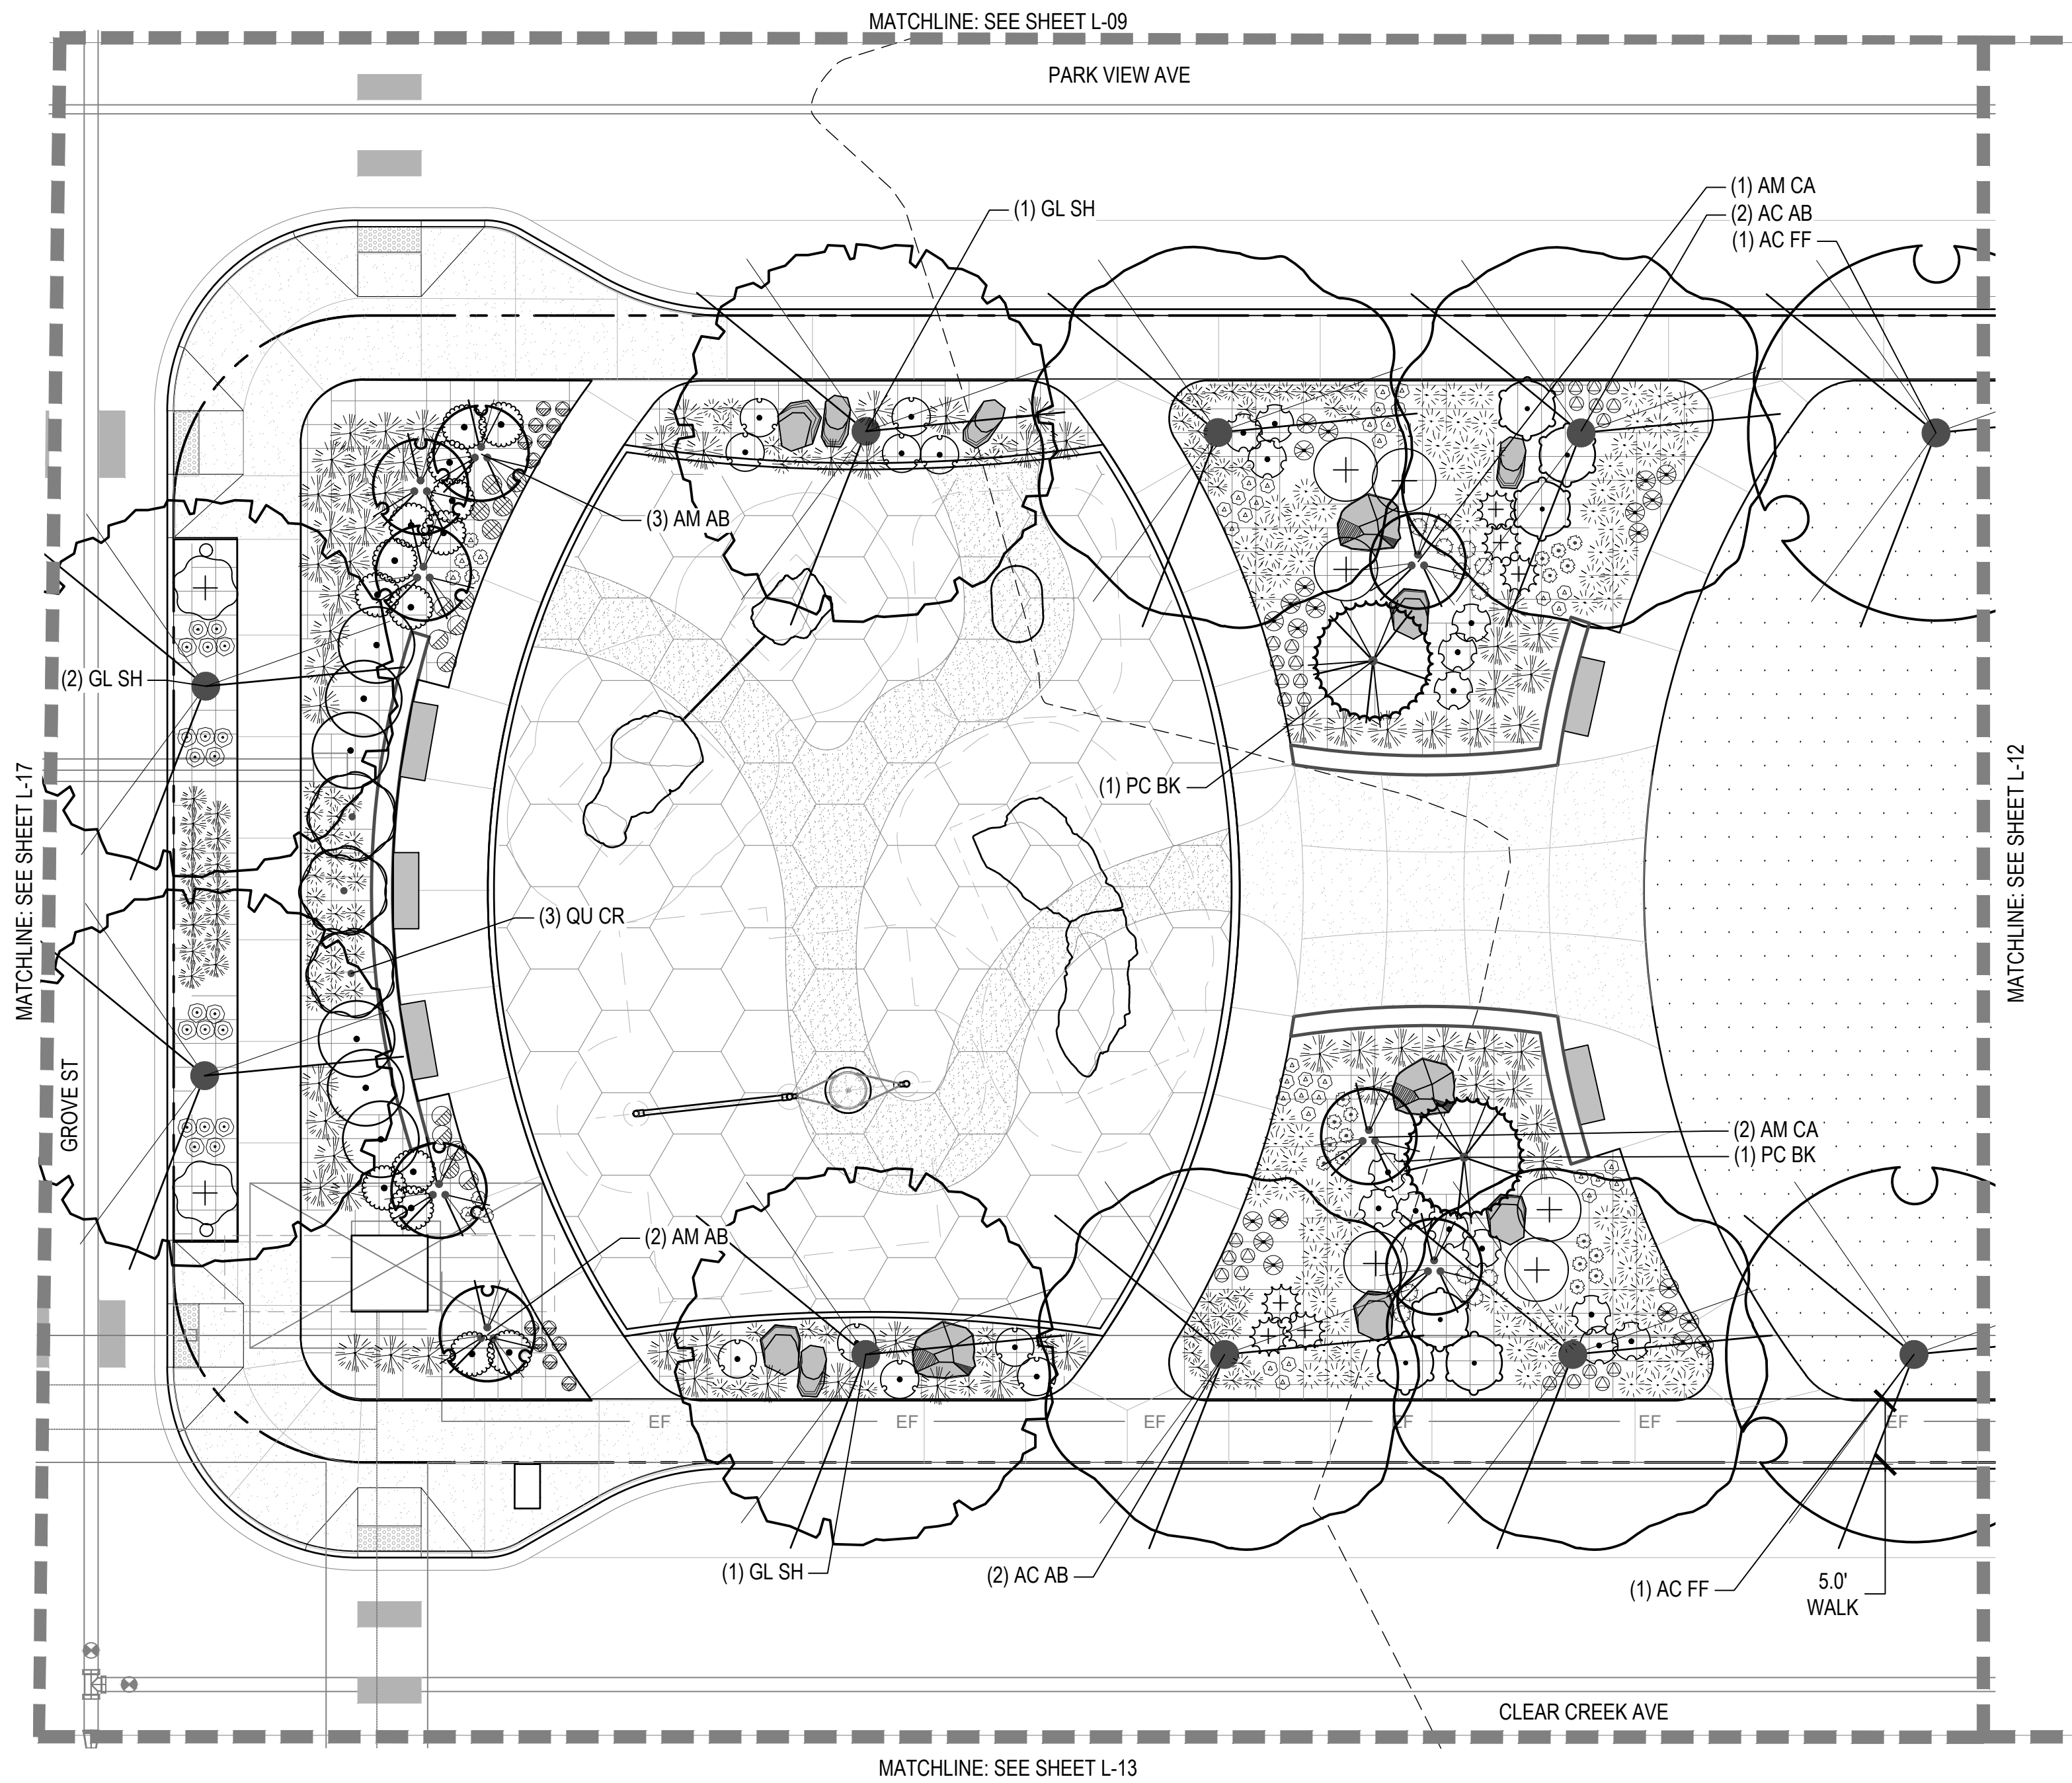 MATCHLINE: SEE SHEET L-09
PARK VIEW AVE
(1) AM CA
(2) AC AB
(1) AC FF
(1) GL SH
(3) AM AB
(2) GL SH
(1) PC BK
MATCHLINE: SEE SHEET L-17
MATCHLINE: SEE SHEET L-12
(3) QU CR
GROVE ST
(2) AM CA
(1) PC BK
(2) AM AB
EF
EF
EF
EF
EF
EF
(1) GL SH
(2) AC AB
(1) AC FF
5.0'
WALK
CLEAR CREEK AVE
MATCHLINE: SEE SHEET L-13